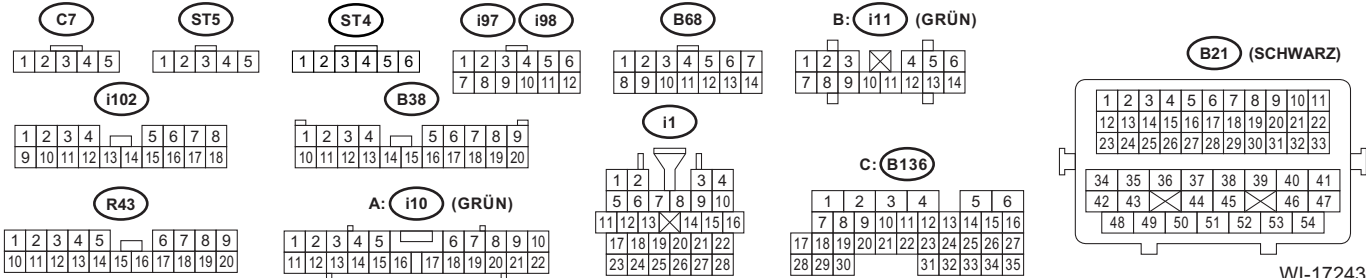 C7 ST5 ST4 i97 i98 B68 B: i11 (GRÜN) B21 (SCHWARZ)
1 2 3 4 5
1 2 3 4 5
1 2 3 4 5 6
1 2 3 4 5 6
7 8 9 10 11 12
1 2 3 4 5 6 7
8 9 10 11 12 13 14
1 2 3 4 5 6
7 8 9 10 11 12 13 14
i102 B38 i1
1 2 3 4 5 6 7 8
9 10 11 12 13 14 15 16 17 18
1 2 3 4 5 6 7 8 9
10 11 12 13 14 15 16 17 18 19 20
1 2 3 4
5 6 7 8 9 10
11 12 13 14 15 16
17 18 19 20 21 22
23 24 25 26 27 28
1 2 3 4 5 6 7 8 9 10 11
12 13 14 15 16 17 18 19 20 21 22
23 24 25 26 27 28 29 30 31 32 33
34 35 36 37 38 39 40 41
42 43 44 45 46 47
48 49 50 51 52 53 54
R43 A: i10 (GRÜN) C: B136
1 2 3 4 5 6 7 8 9
10 11 12 13 14 15 16 17 18 19 20
1 2 3 4 5 6 7 8 9 10
11 12 13 14 15 16 17 18 19 20 21 22
1 2 3 4 5 6
7 8 9 10 11 12 13 14 15 16
17 18 19 20 21 22 23 24 25 26 27
28 29 30 31 32 33 34 35
WI-17243